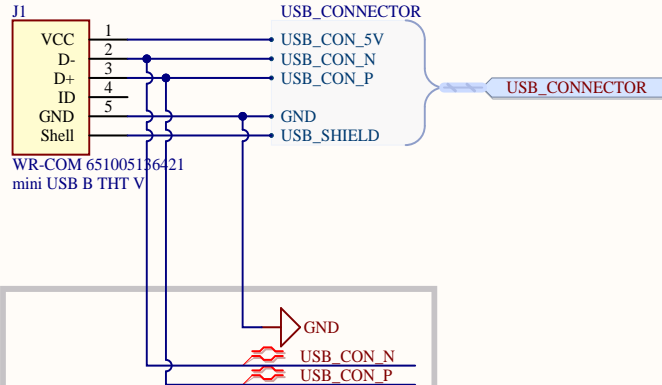 J1
USB_CONNECTOR
VCC 1 USB_CON_5V
D- 2 USB_CON_N
USB_CONNECTOR
D+ 3 USB_CON_P
ID 4
GND 5 GND
Shell USB_SHIELD
WR-COM 651005136421
mini USB B THT V
GND
USB_CON_N
USB_CON_P